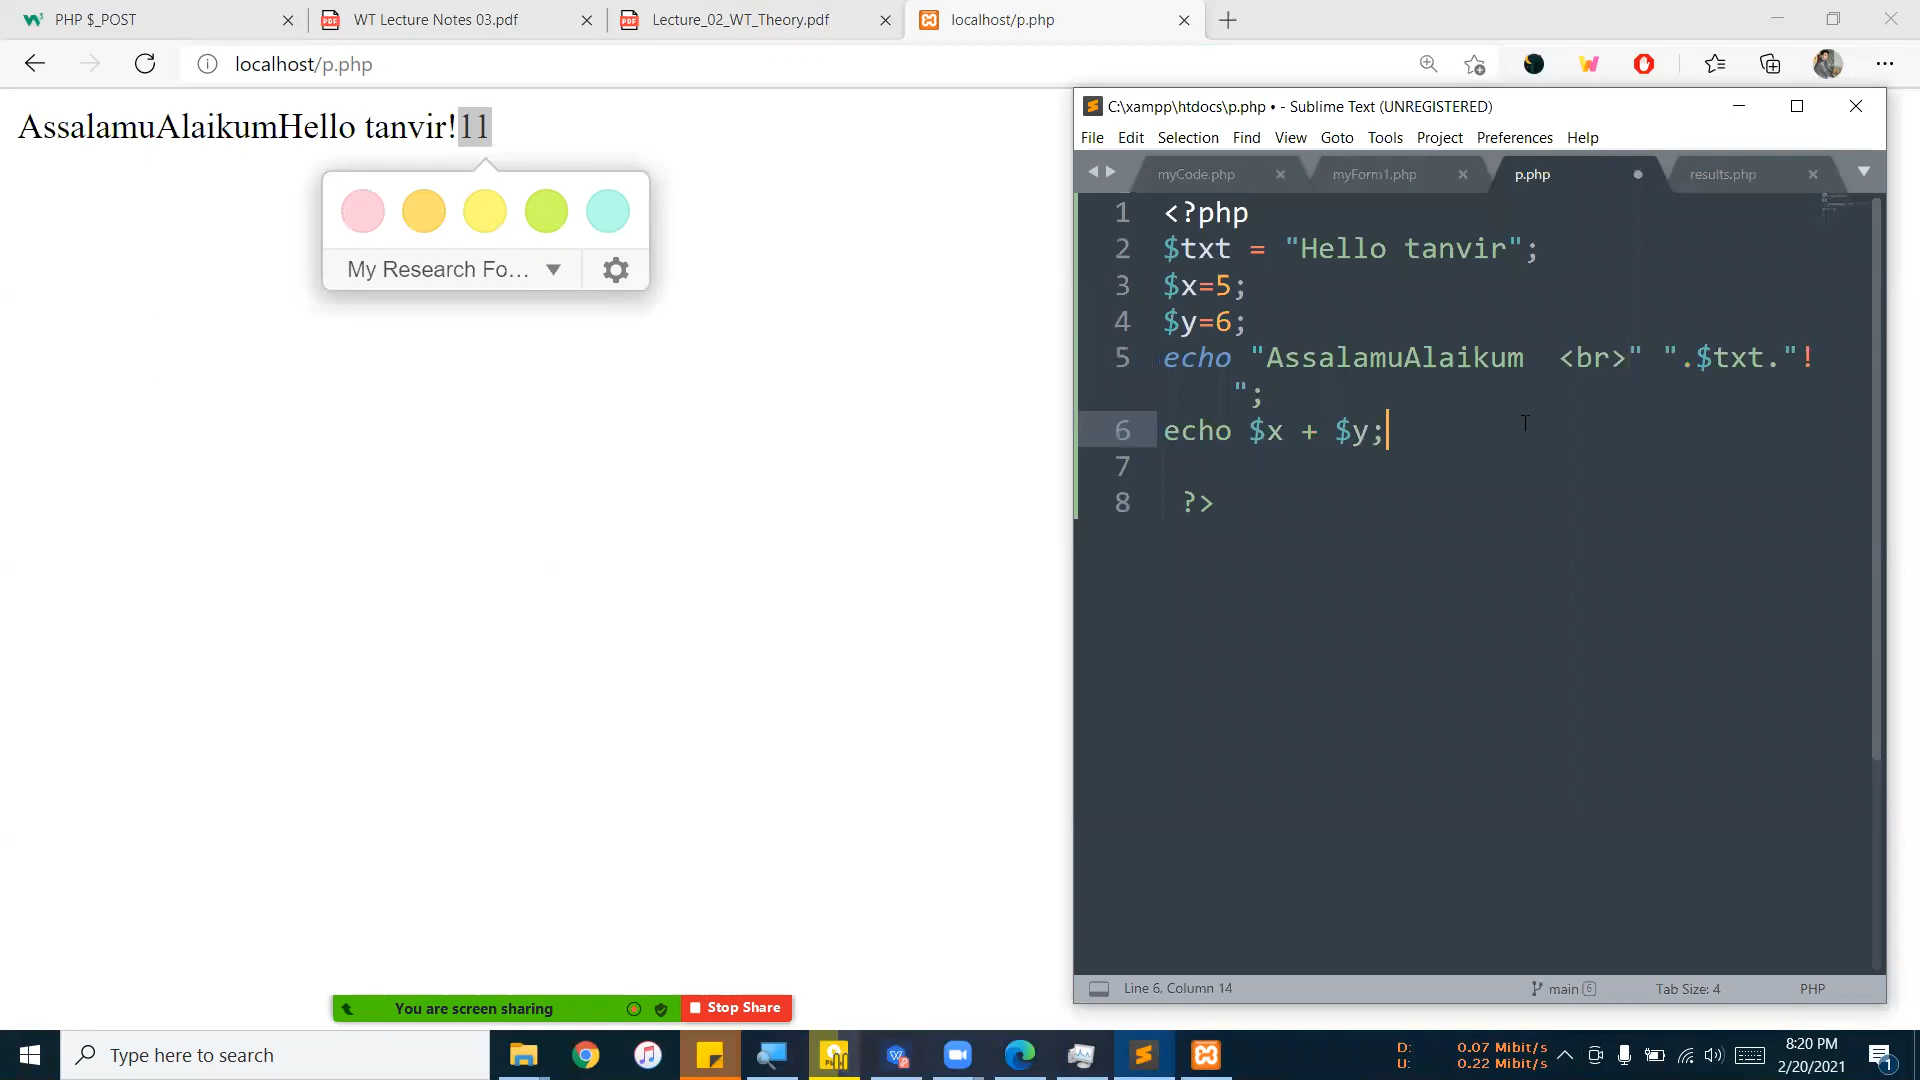 PHP $_POST
WT Lecture Notes 03.pdf
Lecture_02_WT_Theory.pdf
localhost/p.php
localhost/p.php
AssalamuAlaikumHello tanvir!11
My Research Fo...
C:\xampp\htdocs\p.php • - Sublime Text (UNREGISTERED)
File Edit Selection Find View Goto Tools Project Preferences Help
myCode.php
myForm1.php
p.php
results.php
1 <?php
2 $txt = "Hello tanvir";
3 $x=5;
4 $y=6;
5 echo "AssalamuAlaikum  <br>" ".$txt."!
";
6 echo $x + $y;
7
8 ?>
Line 6, Column 14
main 6
Tab Size: 4
PHP
You are screen sharing
Stop Share
Type here to search
D: 0.07 Mibit/s
U: 0.22 Mibit/s
8:20 PM
2/20/2021
1